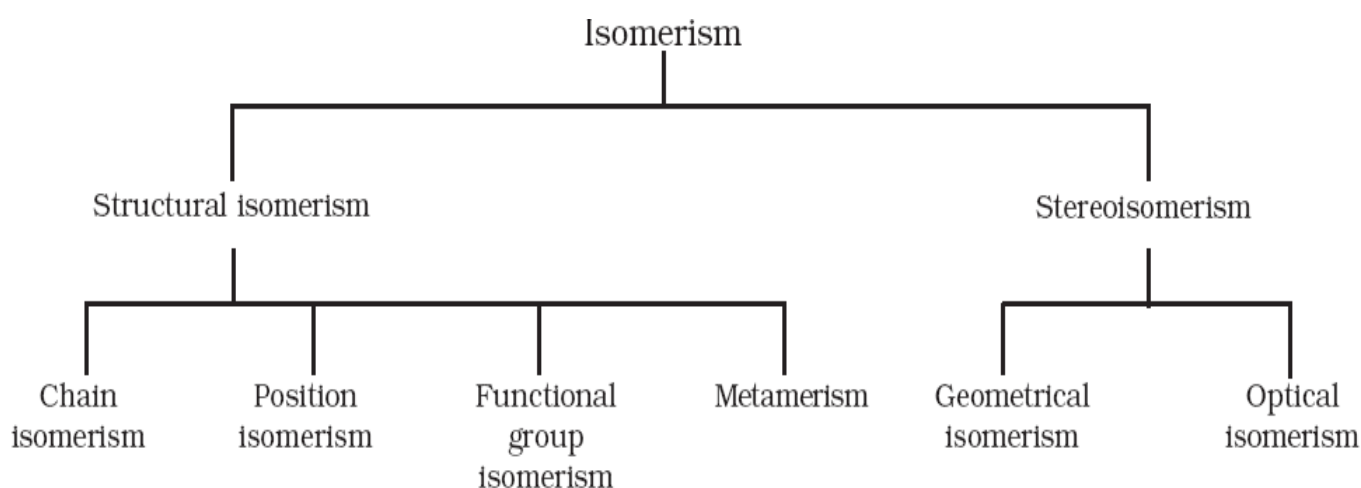 Isomerism
Structural isomerism
Stereoisomerism
Chain
isomerism
Position
isomerism
Functional
group
isomerism
Metamerism
Geometrical
isomerism
Optical
isomerism